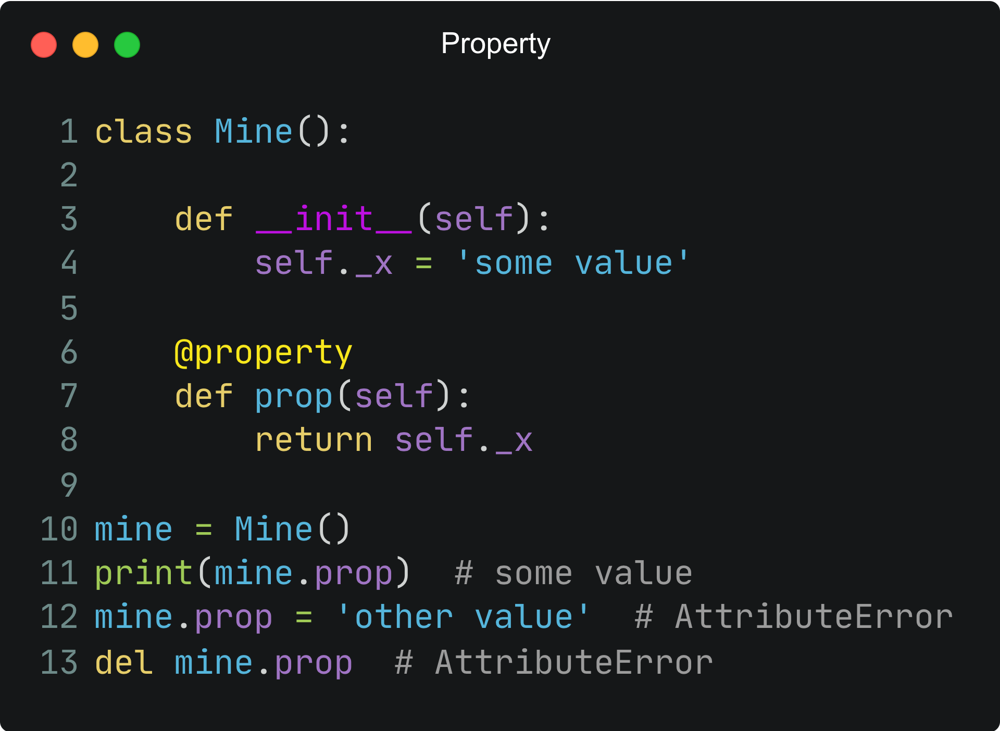 Property
1 class Mine():
2
3     def __init__(self):
4         self._x = 'some value'
5
6     @property
7     def prop(self):
8         return self._x
9
10 mine = Mine()
11 print(mine.prop)  # some value
12 mine.prop = 'other value'  # AttributeError
13 del mine.prop  # AttributeError